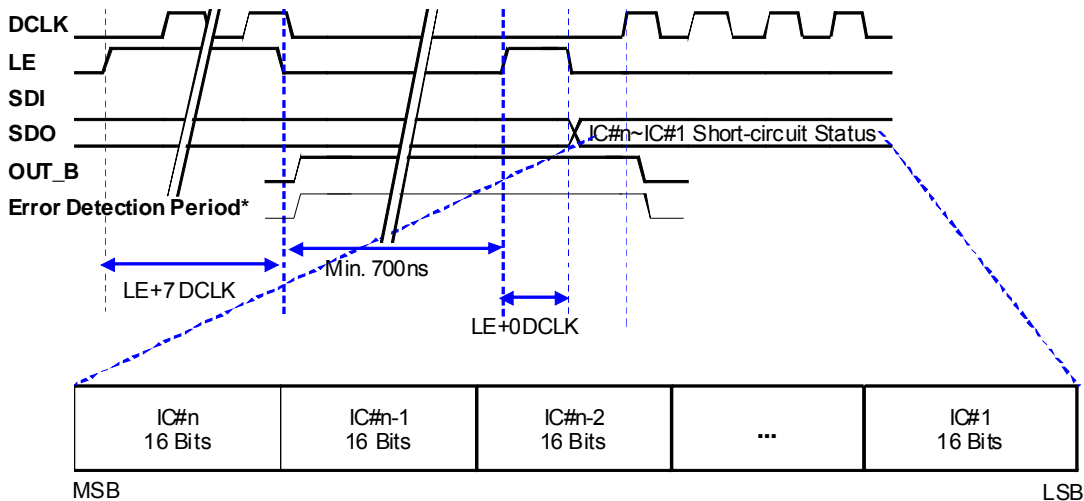 DCLK
LE
SDI
SDO
IC#n~IC#1 Short-circuit Status
OUT_B
Error Detection Period*
Min. 700ns
LE+7 DCLK
LE+0DCLK
IC#n
16 Bits
IC#n-1
16 Bits
IC#n-2
16 Bits
...
IC#1
16 Bits
MSB
LSB